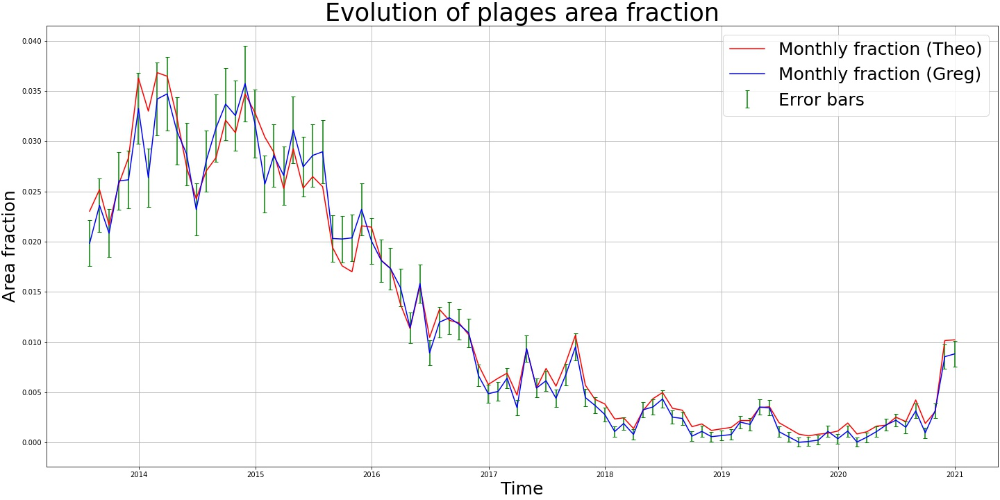 Evolution of plages area fraction
Monthly fraction (Theo)
Monthly fraction (Greg)
Error bars
Area fraction
0.040
0.035
0.030
0.025
0.020
0.015
0.010
0.005
0.000
2014
2015
2016
2017
2018
2019
2020
2021
Time